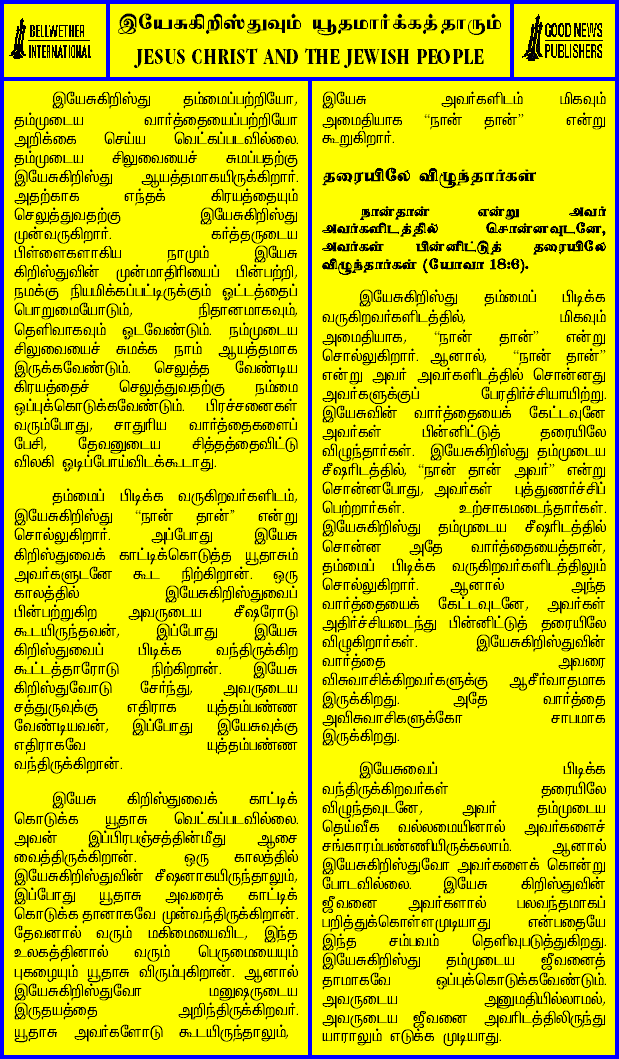 BELLWETHER
INTERNATIONAL
இயேசுகிறிஸ்துவும் யூதமார்க்கத்தாரும்
JESUS CHRIST AND THE JEWISH PEOPLE
GOOD NEWS
PUBLISHERS
இயேசுகிறிஸ்து தம்மைப்பற்றியோ,
தம்முடைய வார்த்தையைப்பற்றியோ
அறிக்கை செய்ய வெட்கப்படவில்லை.
தம்முடைய சிலுவையைச் சுமப்பதற்கு
இயேசுகிறிஸ்து ஆயத்தமாகயிருக்கிறார்.
அதற்காக எந்தக் கிரயத்தையும்
செலுத்துவதற்கு இயேசுகிறிஸ்து
முன்வருகிறார். கர்த்தருடைய
பிள்ளைகளாகிய நாமும் இயேசு
கிறிஸ்துவின் முன்மாதிரியைப் பின்பற்றி,
நமக்கு நியமிக்கப்பட்டிருக்கும் ஓட்டத்தைப்
பொறுமையோடும், நிதானமாகவும்,
தெளிவாகவும் ஓடவேண்டும். நம்முடைய
சிலுவையைச் சுமக்க நாம் ஆயத்தமாக
இருக்கவேண்டும். செலுத்த வேண்டிய
கிரயத்தைச் செலுத்துவதற்கு நம்மை
ஒப்புக்கொடுக்கவேண்டும். பிரச்சனைகள்
வரும்போது, சாதுரிய வார்த்தைகளைப்
பேசி, தேவனுடைய சித்தத்தைவிட்டு
விலகி ஓடிப்போய்விடக்கூடாது.
தம்மைப் பிடிக்க வருகிறவர்களிடம்,
இயேசுகிறிஸ்து “நான் தான்” என்று
சொல்லுகிறார். அப்போது இயேசு
கிறிஸ்துவைக் காட்டிக்கொடுத்த யூதாசும்
அவர்களுடனே கூட நிற்கிறான். ஒரு
காலத்தில் இயேசுகிறிஸ்துவைப்
பின்பற்றுகிற அவருடைய சீஷரோடு
கூடயிருந்தவன், இப்போது இயேசு
கிறிஸ்துவைப் பிடிக்க வந்திருக்கிற
கூட்டத்தாரோடு நிற்கிறான். இயேசு
கிறிஸ்துவோடு சேர்ந்து, அவருடைய
சத்துருவுக்கு எதிராக யுத்தம்பண்ண
வேண்டியவன், இப்போது இயேசுவுக்கு
எதிராகவே யுத்தம்பண்ண
வந்திருக்கிறான்.
இயேசு கிறிஸ்துவைக் காட்டிக்
கொடுக்க யூதாசு வெட்கப்படவில்லை.
அவன் இப்பிரபஞ்சத்தின்மீது ஆசை
வைத்திருக்கிறான். ஒரு காலத்தில்
இயேசுகிறிஸ்துவின் சீஷனாகயிருந்தாலும்,
இப்போது யூதாசு அவரைக் காட்டிக்
கொடுக்க தானாகவே முன்வந்திருக்கிறான்.
தேவனால் வரும் மகிமையைவிட, இந்த
உலகத்தினால் வரும் பெருமையையும்
புகழையும் யூதாசு விரும்புகிறான். ஆனால்
இயேசுகிறிஸ்துவோ மனுஷருடைய
இருதயத்தை அறிந்திருக்கிறவர்.
யூதாசு அவர்களோடு கூடயிருந்தாலும்,
இயேசு அவர்களிடம் மிகவும்
அமைதியாக “நான் தான்” என்று
கூறுகிறார்.
தரையிலே விழுந்தார்கள்
நான்தான் என்று அவர்
அவர்களிடத்தில் சொன்னவுடனே,
அவர்கள் பின்னிட்டுத் தரையிலே
விழுந்தார்கள் (யோவா 18:6).
இயேசுகிறிஸ்து தம்மைப் பிடிக்க
வருகிறவர்களிடத்தில், மிகவும்
அமைதியாக, “நான் தான்” என்று
சொல்லுகிறார். ஆனால், “நான் தான்”
என்று அவர் அவர்களிடத்தில் சொன்னது
அவர்களுக்குப் பேரதிர்ச்சியாயிற்று.
இயேசுவின் வார்த்தையைக் கேட்டவுனே
அவர்கள் பின்னிட்டுத் தரையிலே
விழுந்தார்கள். இயேசுகிறிஸ்து தம்முடைய
சீஷரிடத்தில், “நான் தான் அவர்” என்று
சொன்னபோது, அவர்கள் புத்துணர்ச்சிப்
பெற்றார்கள். உற்சாகமடைந்தார்கள்.
இயேசுகிறிஸ்து தம்முடைய சீஷரிடத்தில்
சொன்ன அதே வார்த்தையைத்தான்,
தம்மைப் பிடிக்க வருகிறவர்களிடத்திலும்
சொல்லுகிறார். ஆனால் அந்த
வார்த்தையைக் கேட்டவுடனே, அவர்கள்
அதிர்ச்சியடைந்து பின்னிட்டுத் தரையிலே
விழுகிறார்கள். இயேசுகிறிஸ்துவின்
வார்த்தை அவரை
விசுவாசிக்கிறவர்களுக்கு ஆசீர்வாதமாக
இருக்கிறது. அதே வார்த்தை
அவிசுவாசிகளுக்கோ சாபமாக
இருக்கிறது.
இயேசுவைப் பிடிக்க
வந்திருக்கிறவர்கள் தரையிலே
விழுந்தவுடனே, அவர் தம்முடைய
தெய்வீக வல்லமையினால் அவர்களைச்
சங்காரம்பண்ணியிருக்கலாம். ஆனால்
இயேசுகிறிஸ்துவோ அவர்களைக் கொன்று
போடவில்லை. இயேசு கிறிஸ்துவின்
ஜீவனை அவர்களால் பலவந்தமாகப்
பறித்துக்கொள்ளமுடியாது என்பதையே
இந்த சம்பவம் தெளிவுபடுத்துகிறது.
இயேசுகிறிஸ்து தம்முடைய ஜீவனைத்
தாமாகவே ஒப்புக்கொடுக்கவேண்டும்.
அவருடைய அனுமதியில்லாமல்,
அவருடைய ஜீவனை அவரிடத்திலிருந்து
யாராலும் எடுக்க முடியாது.